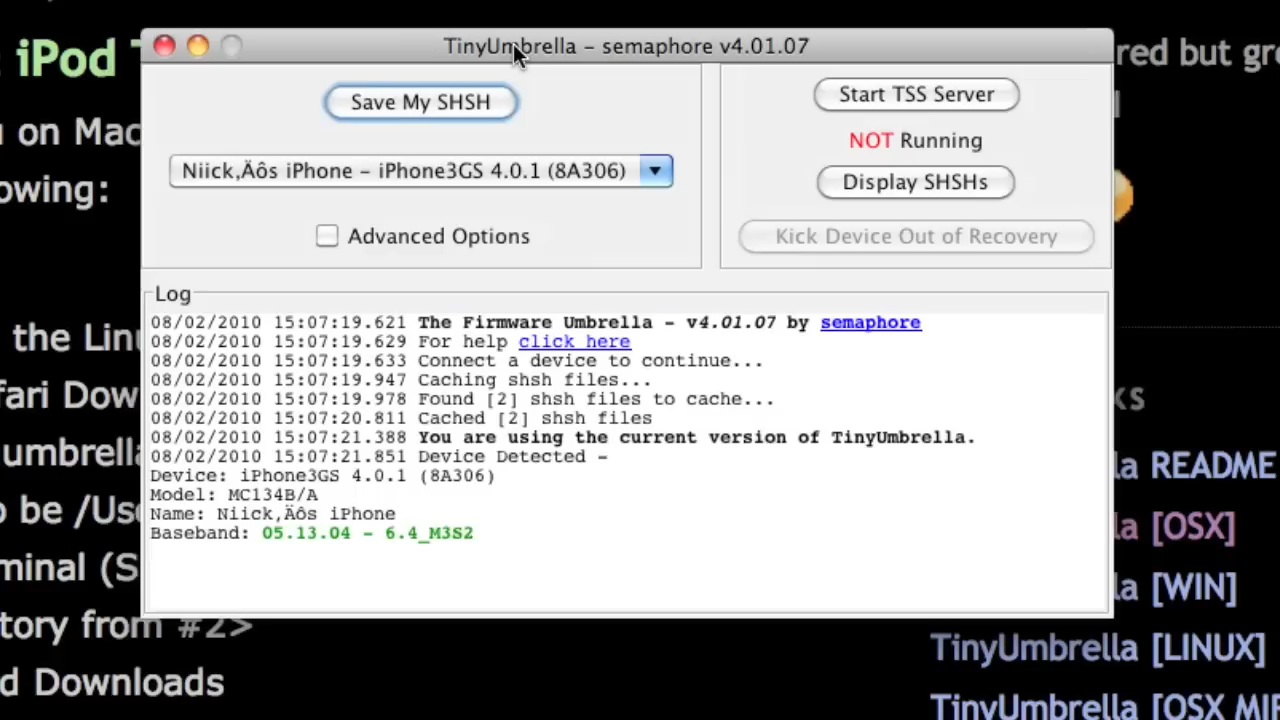 TinyUmbrella – semaphore v4.01.07
Save My SHSH
Niick‚Äôs iPhone – iPhone3GS 4.0.1 (8A306)
Advanced Options
Start TSS Server
NOT Running
Display SHSHs
Kick Device Out of Recovery
Log
08/02/2010 15:07:19.621 The Firmware Umbrella - v4.01.07 by semaphore
08/02/2010 15:07:19.629 For help click here
08/02/2010 15:07:19.633 Connect a device to continue...
08/02/2010 15:07:19.947 Caching shsh files...
08/02/2010 15:07:19.978 Found [2] shsh files to cache...
08/02/2010 15:07:20.811 Cached [2] shsh files
08/02/2010 15:07:21.388 You are using the current version of TinyUmbrella.
08/02/2010 15:07:21.851 Device Detected -
Device: iPhone3GS 4.0.1 (8A306)
Model: MC134B/A
Name: Niick‚Äôs iPhone
Baseband: 05.13.04 - 6.4_M3S2
iPod
on Mac
owing:
the Lin
fari Dow
umbrella
o be /Us
minal (S
tory from #2>
d Downloads
red but gr
ks
la README
la [OSX]
la [WIN]
TinyUmbrella [LINUX]
TinyUmbrella [OSX MI